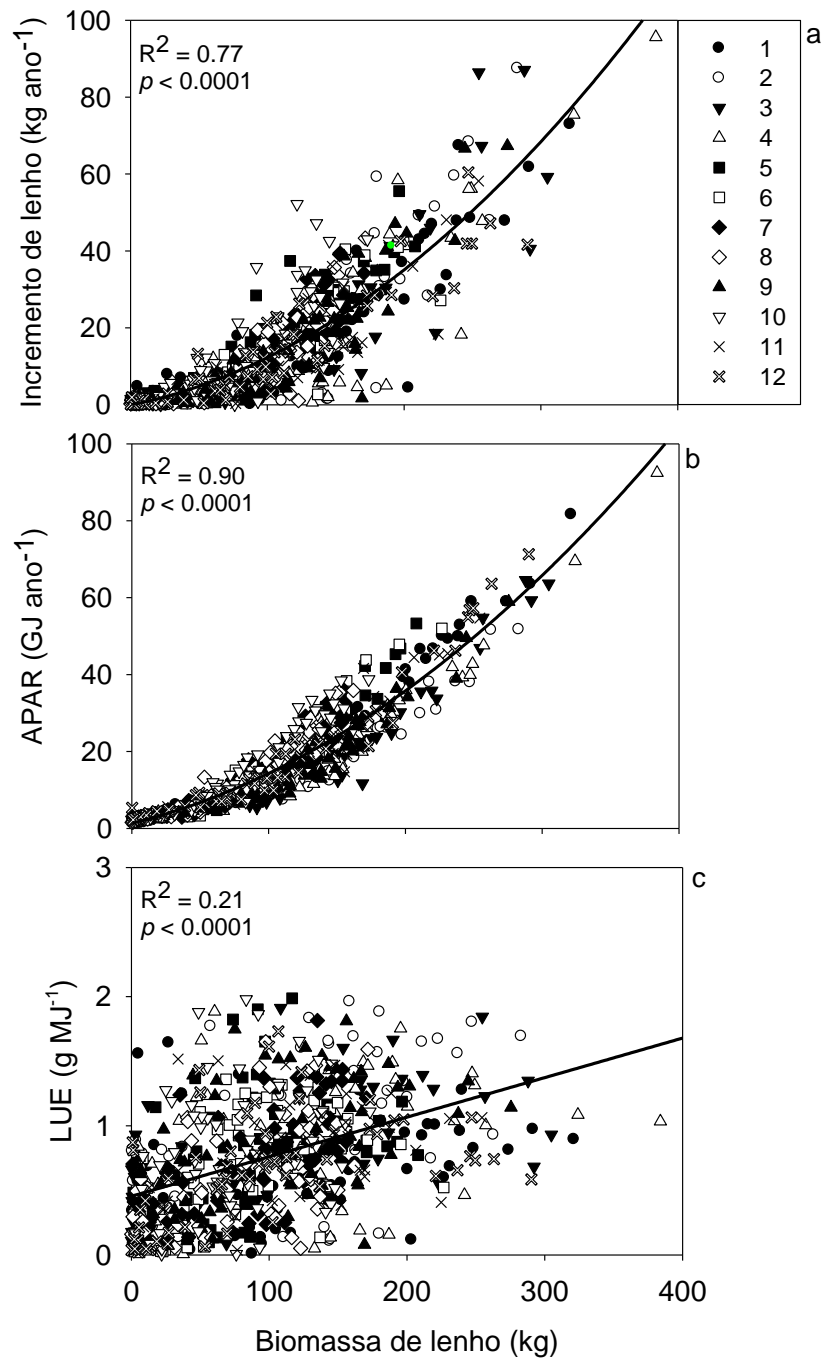 a
R² = 0.77
p < 0.0001
Incremento de lenho (kg ano⁻¹)
100
80
60
40
20
0
1
2
3
4
5
6
7
8
9
10
11
12
b
R² = 0.90
p < 0.0001
APAR (GJ ano⁻¹)
100
80
60
40
20
0
c
R² = 0.21
p < 0.0001
LUE (g MJ⁻¹)
3
2
1
0
0 100 200 300 400
Biomassa de lenho (kg)